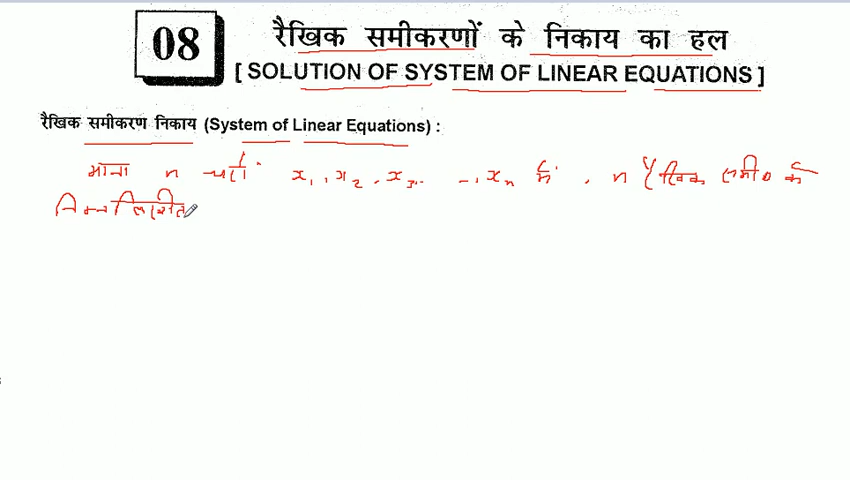 08
रैखिक समीकरणों के निकाय का हल
[ SOLUTION OF SYSTEM OF LINEAR EQUATIONS ]
रैखिक समीकरण निकाय (System of Linear Equations) :
माना n चरों x₁, x₂, x₃, ... , xₙ में, n रैखिक समी० के
निम्नलिखित